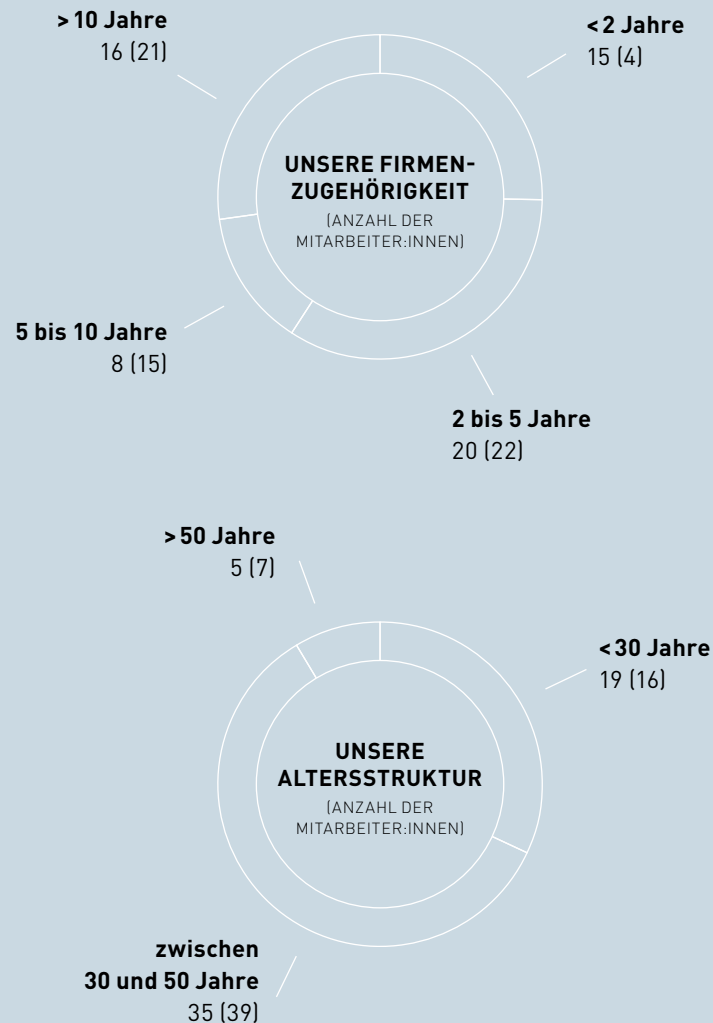 > 10 Jahre
16 (21)
< 2 Jahre
15 (4)
UNSERE FIRMEN-
ZUGEHÖRIGKEIT
(ANZAHL DER
MITARBEITER:INNEN)
5 bis 10 Jahre
8 (15)
2 bis 5 Jahre
20 (22)
> 50 Jahre
5 (7)
< 30 Jahre
19 (16)
UNSERE
ALTERSSTRUKTUR
(ANZAHL DER
MITARBEITER:INNEN)
zwischen
30 und 50 Jahre
35 (39)